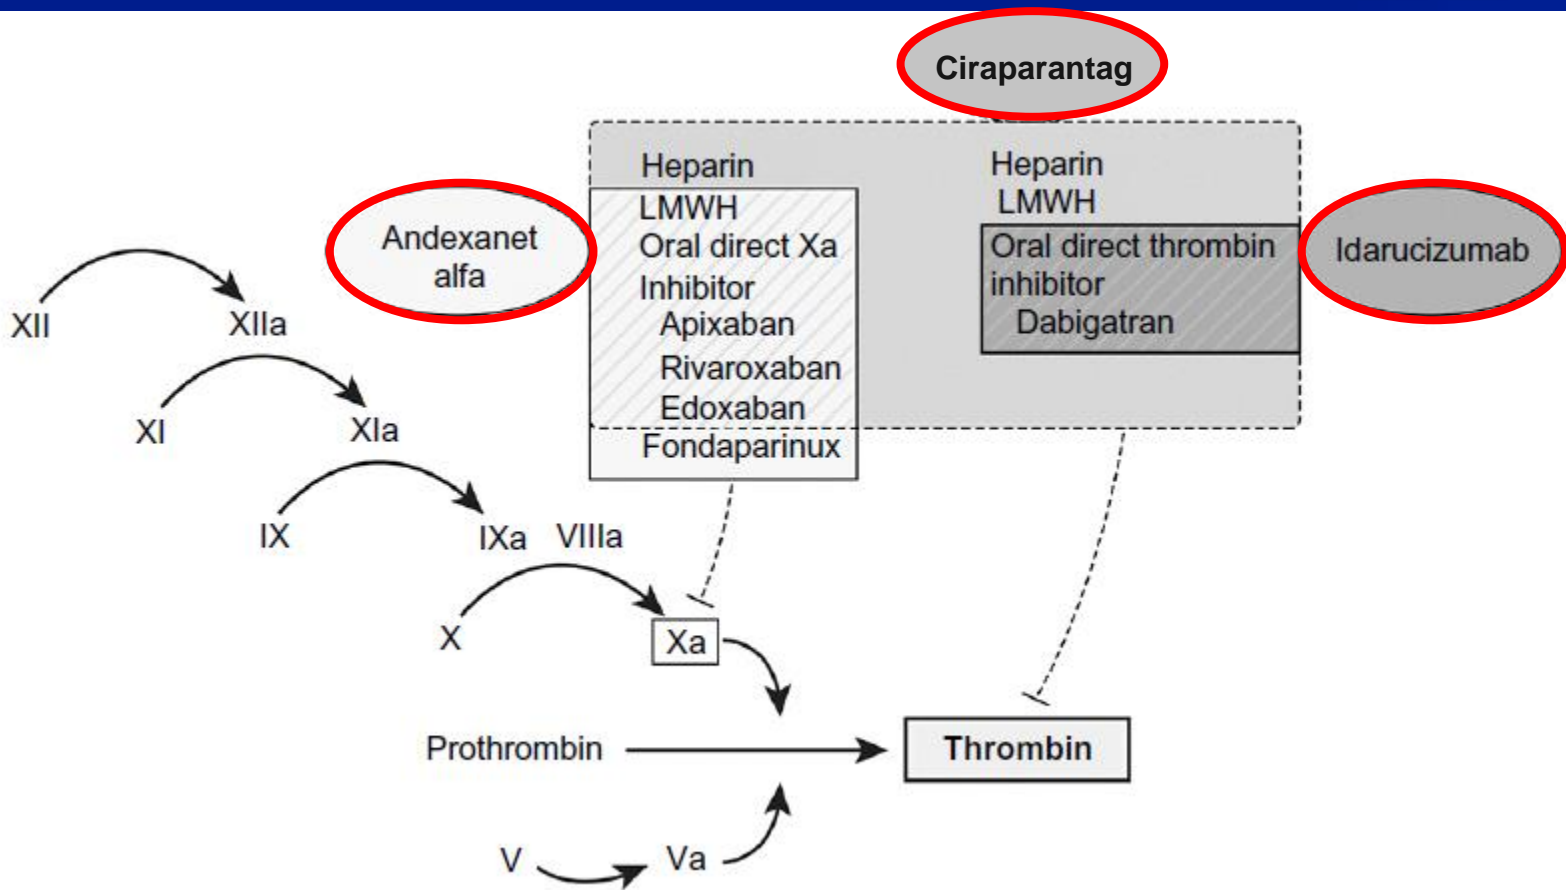 Ciraparantag
Heparin
LMWH
Oral direct Xa
Inhibitor
Apixaban
Rivaroxaban
Edoxaban
Fondaparinux
Heparin
LMWH
Oral direct thrombin
inhibitor
Dabigatran
Andexanet
alfa
Idarucizumab
XII
XIIa
XI
XIa
IX
IXa
VIIIa
X
Xa
Prothrombin
Thrombin
V
Va